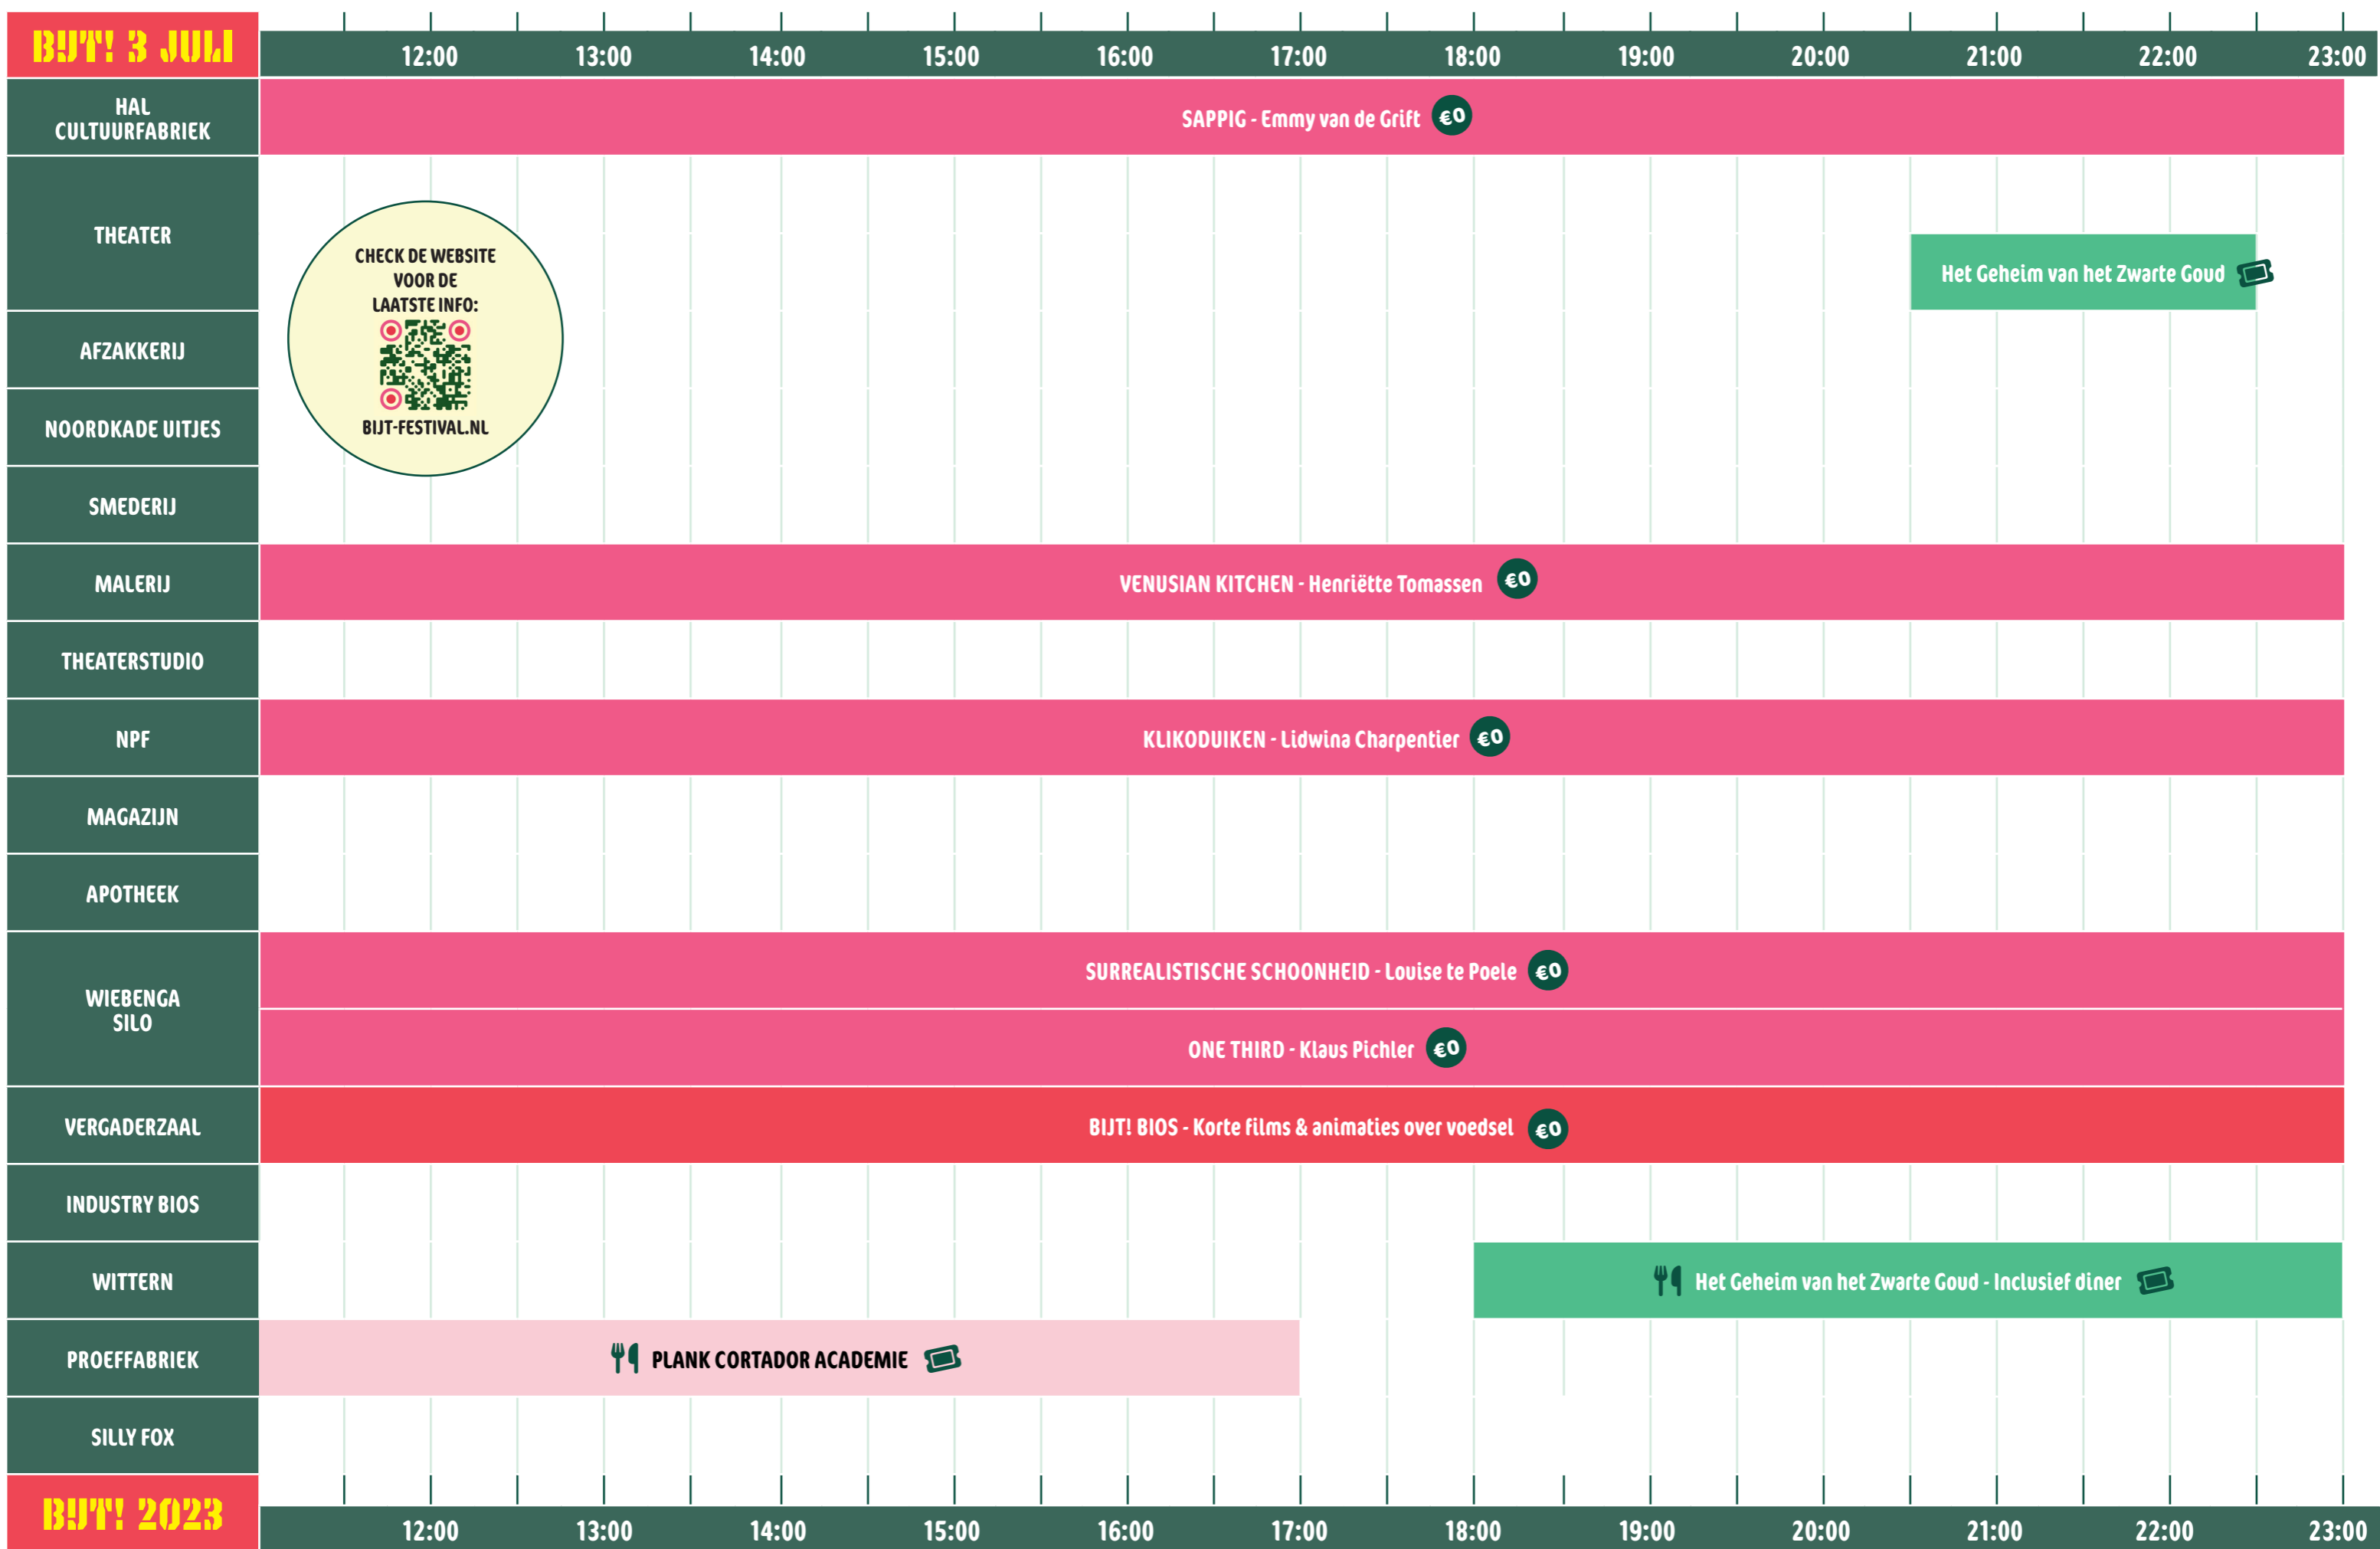 BIJT! 3 JULI
12:00 13:00 14:00 15:00 16:00 17:00 18:00 19:00 20:00 21:00 22:00 23:00
HAL
CULTUURFABRIEK
SAPPIG - Emmy van de Grift €0
THEATER
CHECK DE WEBSITE
VOOR DE
LAATSTE INFO:
BIJT-FESTIVAL.NL
Het Geheim van het Zwarte Goud
AFZAKKERIJ
NOORDKADE UITJES
SMEDERIJ
MALERIJ
VENUSIAN KITCHEN - Henriëtte Tomassen €0
THEATERSTUDIO
NPF
KLIKODUIKEN - Lidwina Charpentier €0
MAGAZIJN
APOTHEEK
WIEBENGA
SILO
SURREALISTISCHE SCHOONHEID - Louise te Poele €0
ONE THIRD - Klaus Pichler €0
VERGADERZAAL
BIJT! BIOS - Korte films & animaties over voedsel €0
INDUSTRY BIOS
WITTERN
Het Geheim van het Zwarte Goud - Inclusief diner
PROEFFABRIEK
PLANK CORTADOR ACADEMIE
SILLY FOX
BIJT! 2023
12:00 13:00 14:00 15:00 16:00 17:00 18:00 19:00 20:00 21:00 22:00 23:00